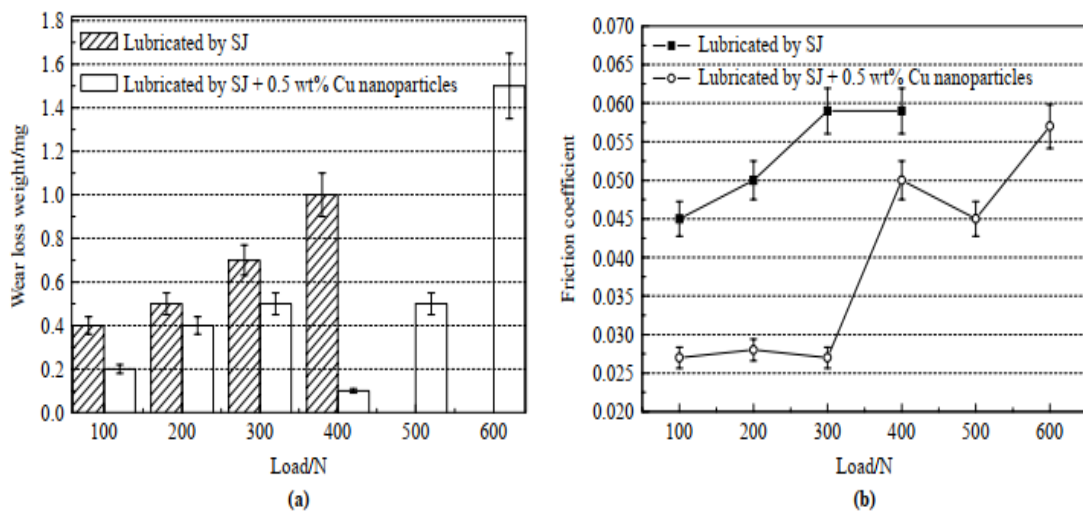 1.8
1.6
1.4
1.2
1.0
0.8
0.6
0.4
0.2
0.0
Wear loss weight/mg
Lubricated by SJ
Lubricated by SJ + 0.5 wt% Cu nanoparticles
100 200 300 400 500 600
Load/N
(a)
0.070
0.065
0.060
0.055
0.050
0.045
0.040
0.035
0.030
0.025
0.020
Friction coefficient
Lubricated by SJ
Lubricated by SJ + 0.5 wt% Cu nanoparticles
100 200 300 400 500 600
Load/N
(b)